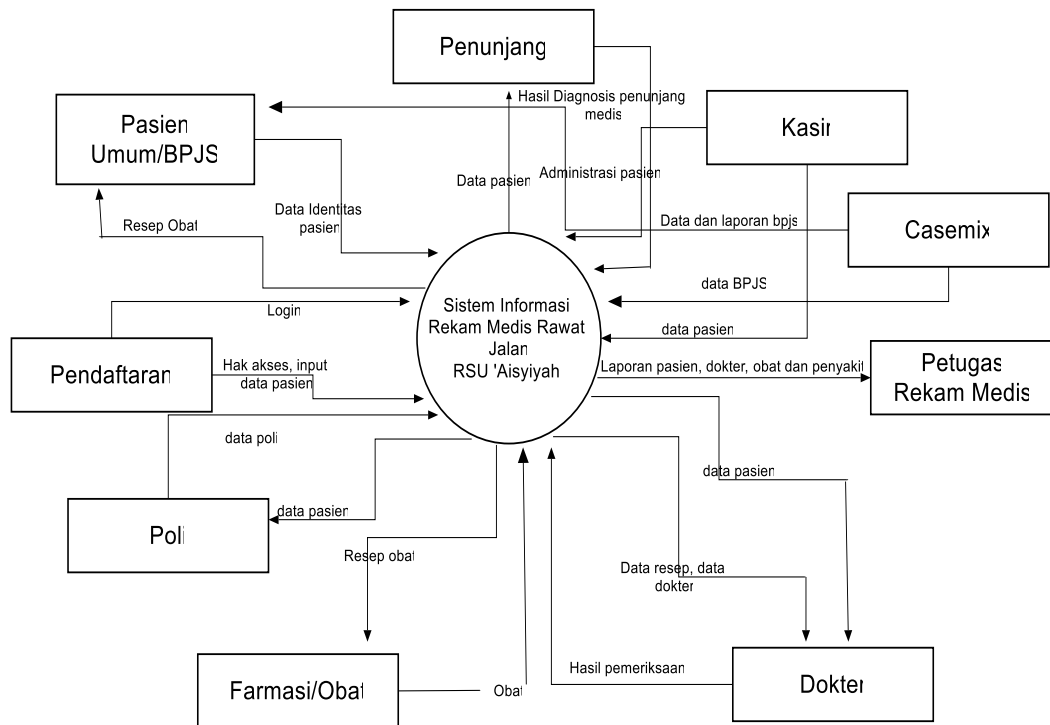 Penunjang
Hasil Diagnosis penunjang
medis
Kasir
Pasien
Umum/BPJS
Administrasi pasien
Data pasien
Data Identitas
pasien
Resep Obat
Data dan laporan bpjs
Casemix
data BPJS
Sistem Informasi
Rekam Medis Rawat
Jalan
RSU 'Aisyiyah
Login
data pasien
Pendaftaran
Hak akses, input
data pasien
Laporan pasien, dokter, obat dan penyakit
Petugas
Rekam Medis
data poli
data pasien
Poli
data pasien
Resep obat
Data resep, data
dokter
Farmasi/Obat
Obat
Hasil pemeriksaan
Dokter